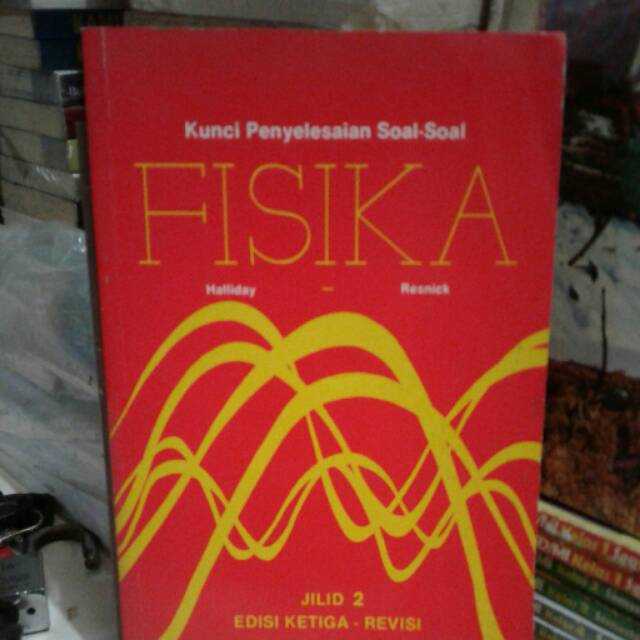 Kunci Penyelesaian Soal-Soal
FISIKA
Halliday – Resnick
JILID 2
EDISI KETIGA - REVISI